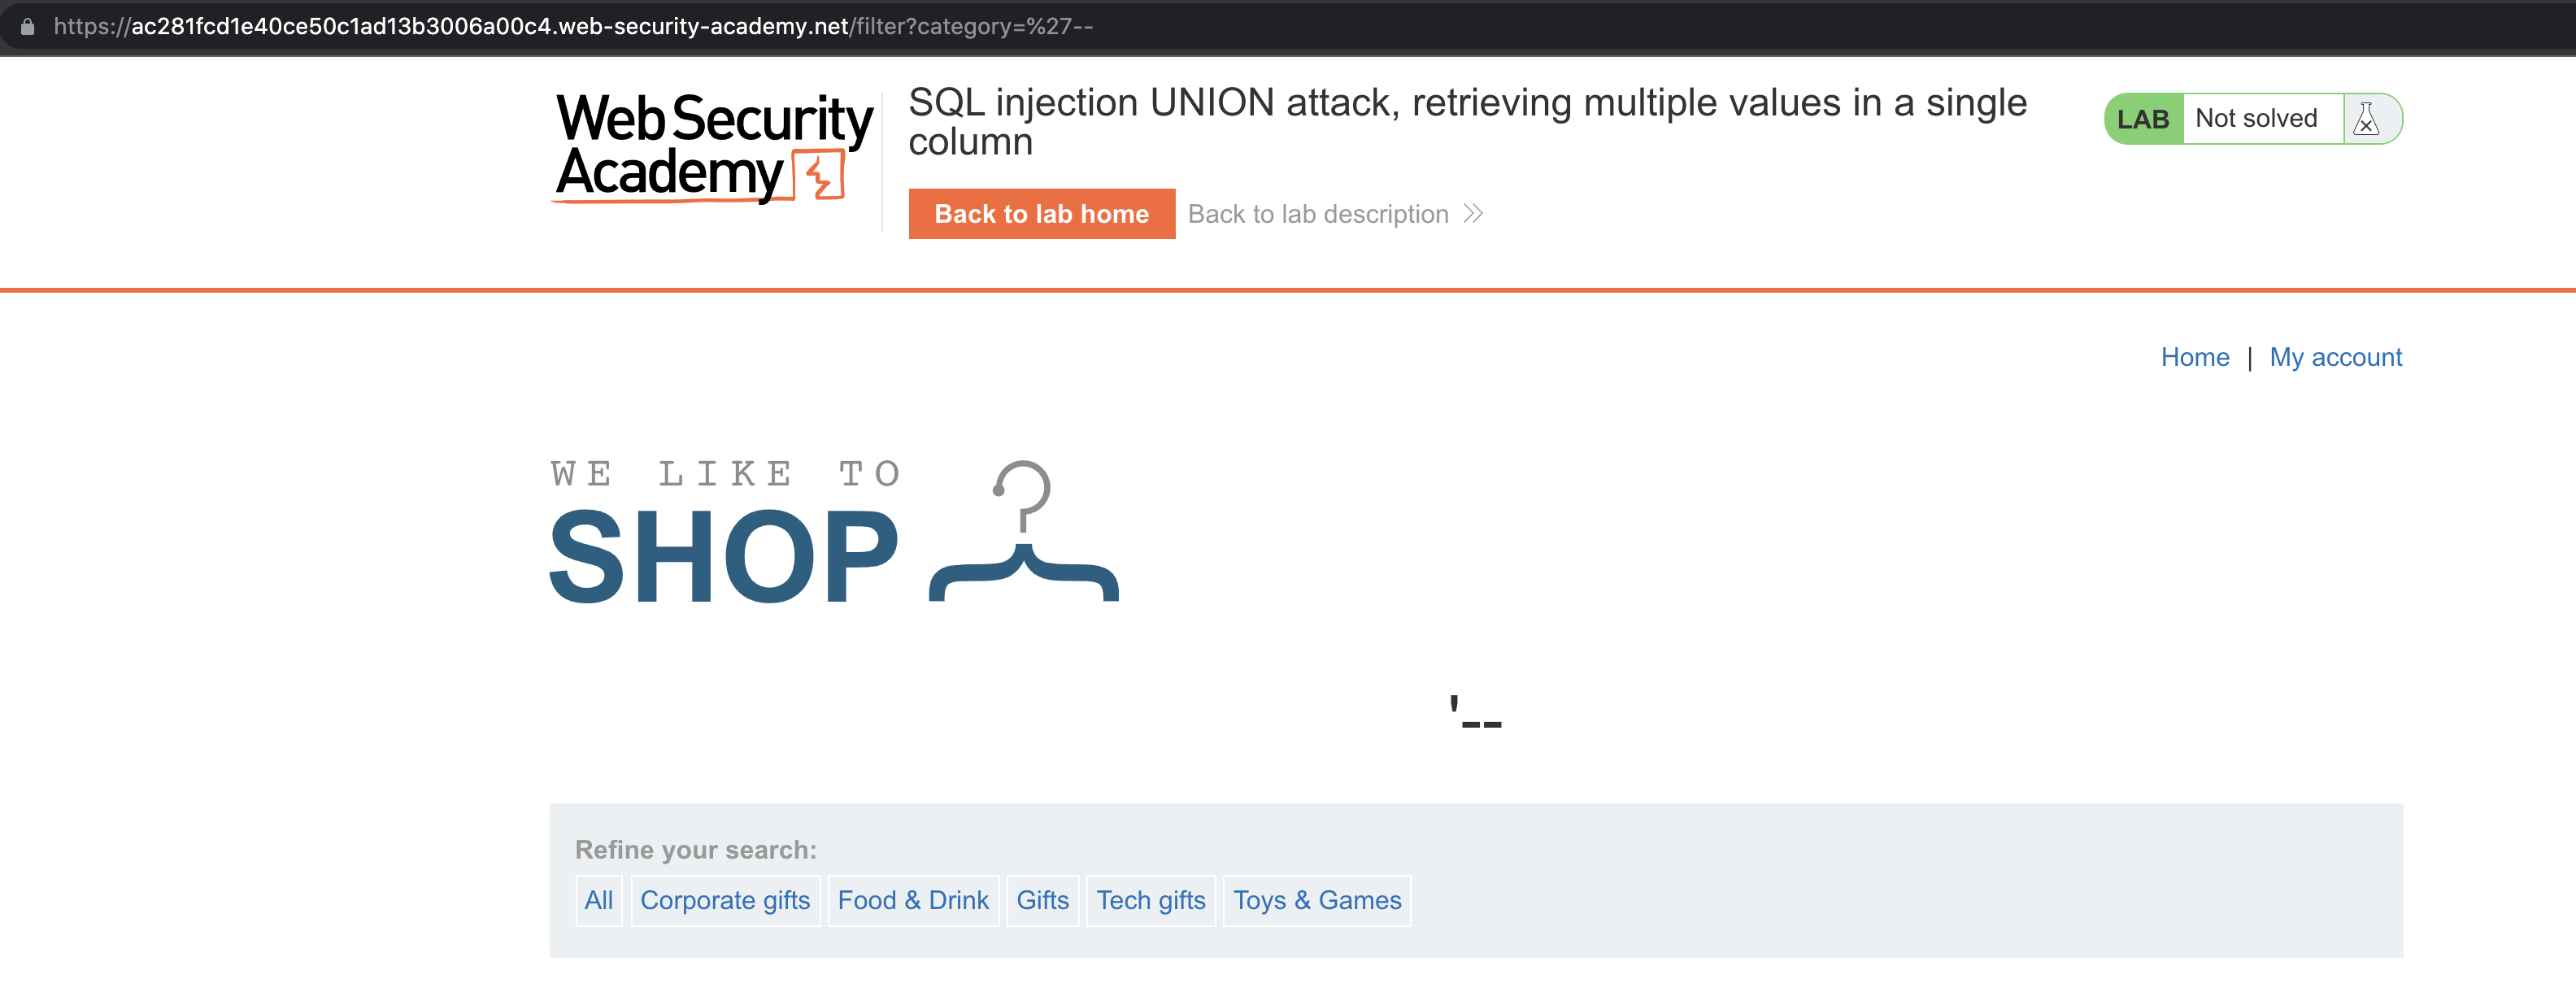 https://ac281fcd1e40ce50c1ad13b3006a00c4.web-security-academy.net/filter?category=%27--
Web Security
Academy
SQL injection UNION attack, retrieving multiple values in a single
column
LAB Not solved
Back to lab home Back to lab description
Home | My account
WE LIKE TO
SHOP
'--
Refine your search:
All Corporate gifts Food & Drink Gifts Tech gifts Toys & Games